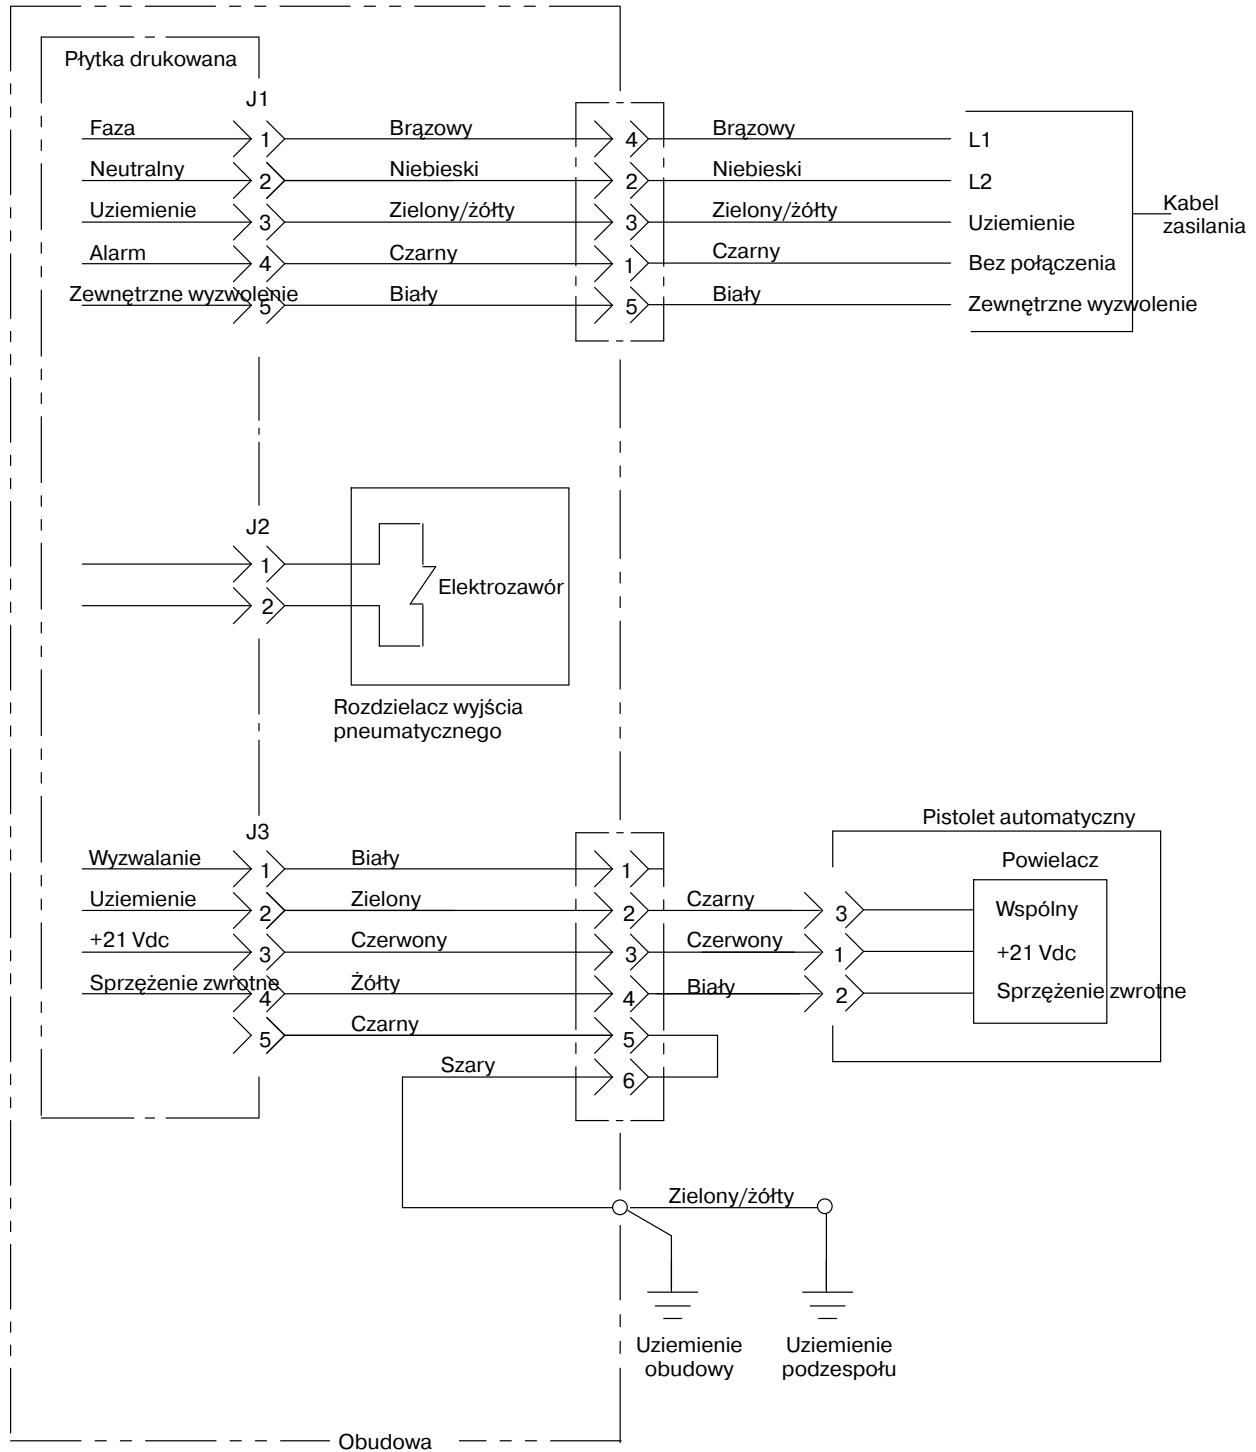 Płytka drukowana
J1
Faza 1 Brązowy 4 Brązowy L1
Neutralny 2 Niebieski 2 Niebieski L2
Uziemienie 3 Zielony/żółty 3 Zielony/żółty Uziemienie
Alarm 4 Czarny 1 Czarny Bez połączenia
Zewnętrzne wyzwolenie 5 Biały 5 Biały Zewnętrzne wyzwolenie
Kabel
zasilania
J2
1
2
Elektrozawór
Rozdzielacz wyjścia
pneumatycznego
Pistolet automatyczny
Powielacz
J3
Wyzwalanie 1 Biały 1
Uziemienie 2 Zielony 2 Czarny 3 Wspólny
+21 Vdc 3 Czerwony 3 Czerwony 1 +21 Vdc
Sprzężenie zwrotne 4 Żółty 4 Biały 2 Sprzężenie zwrotne
5 Czarny 5
Szary 6
Zielony/żółty
Uziemienie
obudowy
Uziemienie
podzespołu
Obudowa